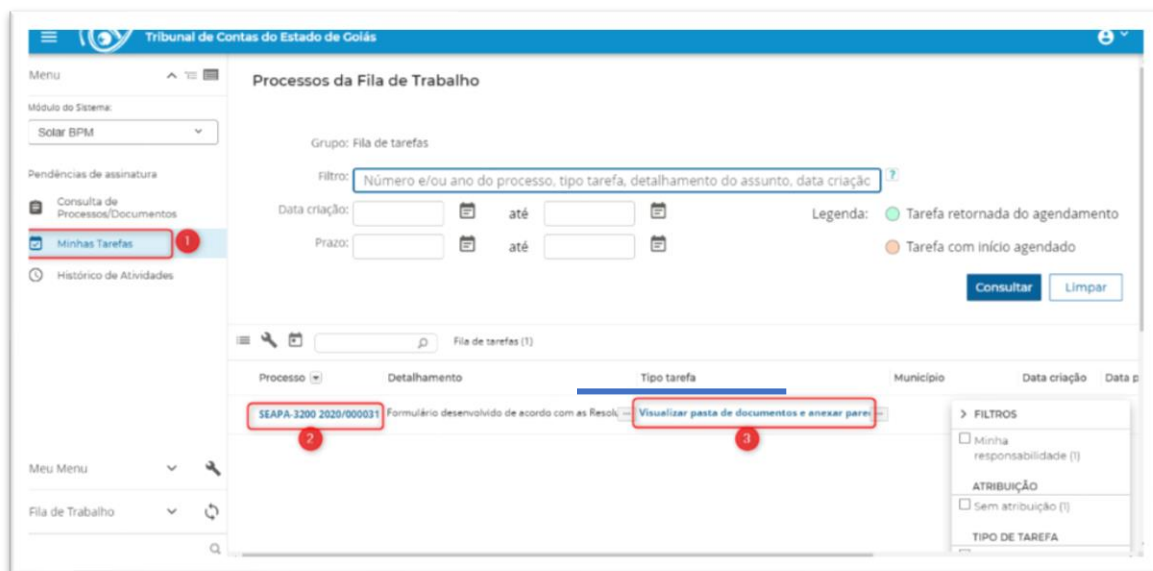 Tribunal de Contas do Estado de Goiás
Menu
Módulo do Sistema:
Solar BPM
Pendências de assinatura
Consulta de
Processos/Documentos
Minhas Tarefas
1
Histórico de Atividades
Meu Menu
Fila de Trabalho
Processos da Fila de Trabalho
Grupo: Fila de tarefas
Filtro: Número e/ou ano do processo, tipo tarefa, detalhamento do assunto, data criação ?
Data criação: até
Prazo: até
Legenda: Tarefa retornada do agendamento
Tarefa com início agendado
Consultar Limpar
Fila de tarefas (1)
Processo Detalhamento Tipo tarefa Município Data criação Data p
SEAPA-3200 2020/000031 Formulário desenvolvido de acordo com as Resolu ... Visualizar pasta de documentos e anexar pare ...
2 3
> FILTROS
Minha
responsabilidade (1)
ATRIBUIÇÃO
Sem atribuição (1)
TIPO DE TAREFA